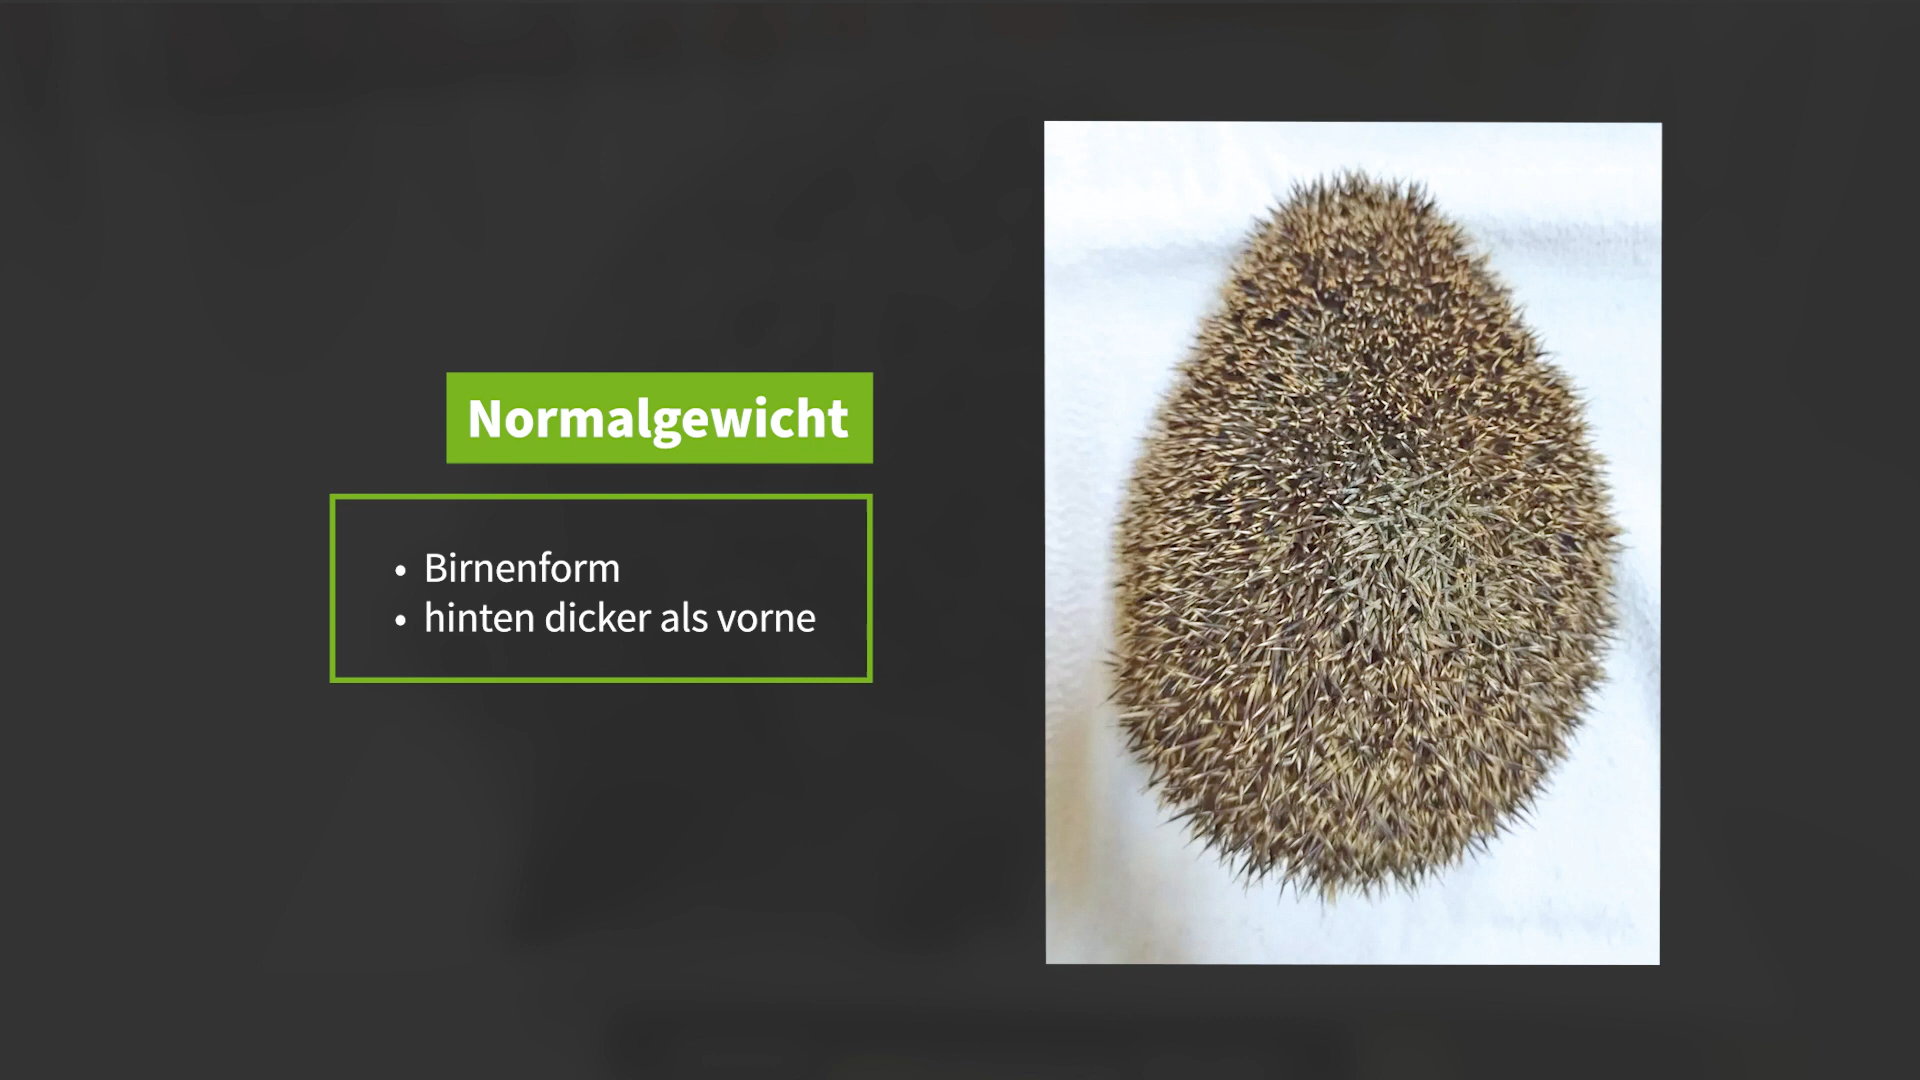 Normalgewicht
• Birnenform
• hinten dicker als vorne